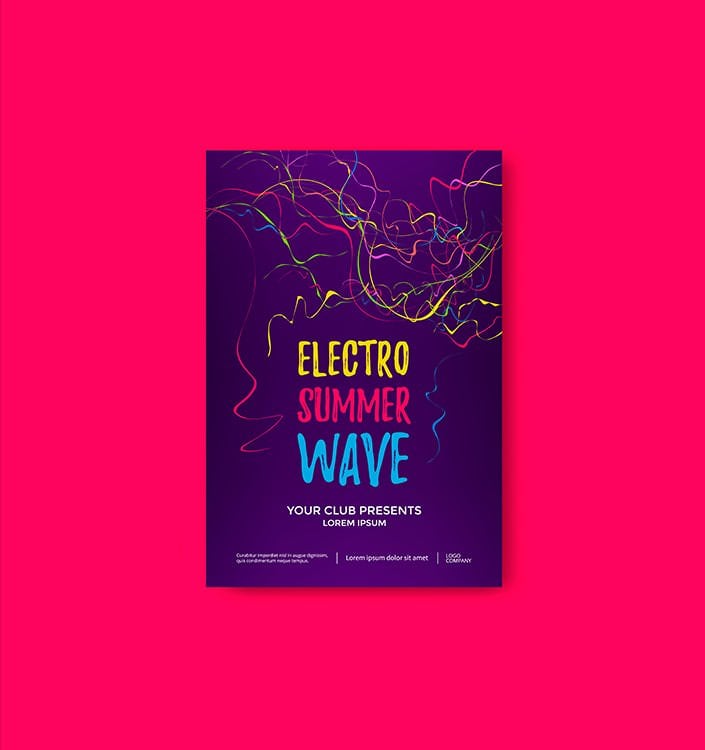 ELECTRO
SUMMER
WAVE
YOUR CLUB PRESENTS
LOREM IPSUM
Curabitur imperdiet nisl in augue dignissim,
quis condimentum neque tempus.
Lorem ipsum dolor sit amet
LOGO
COMPANY